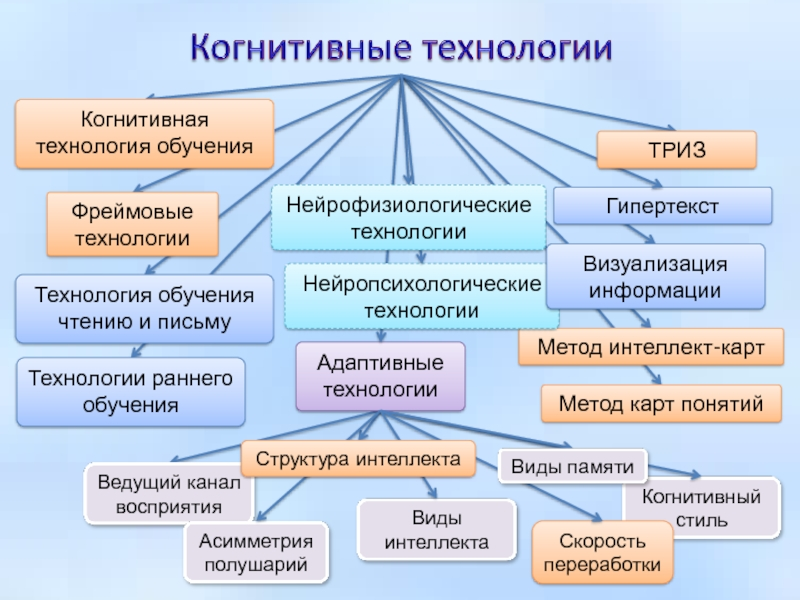 Когнитивные технологии
Когнитивная
технология обучения
ТРИЗ
Фреймовые
технологии
Нейрофизиологические
технологии
Гипертекст
Технология обучения
чтению и письму
Нейропсихологические
технологии
Визуализация
информации
Технологии раннего
обучения
Адаптивные
технологии
Метод интеллект-карт
Метод карт понятий
Структура интеллекта
Виды памяти
Ведущий канал
восприятия
Асимметрия
полушарий
Виды
интеллекта
Скорость
переработки
Когнитивный
стиль